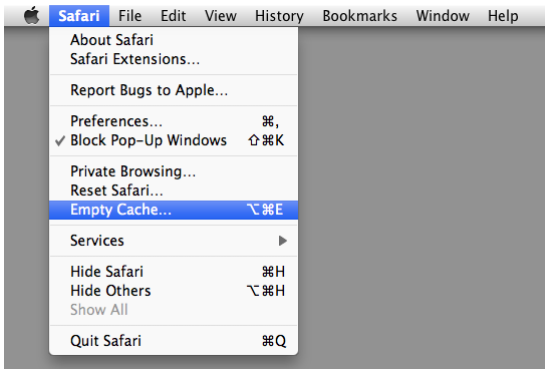 Safari File Edit View History Bookmarks Window Help
About Safari
Safari Extensions...
Report Bugs to Apple...
Preferences... ⌘,
✓ Block Pop-Up Windows ⇧⌘K
Private Browsing...
Reset Safari...
Empty Cache... ⌥⌘E
Services ▶
Hide Safari ⌘H
Hide Others ⌥⌘H
Show All
Quit Safari ⌘Q